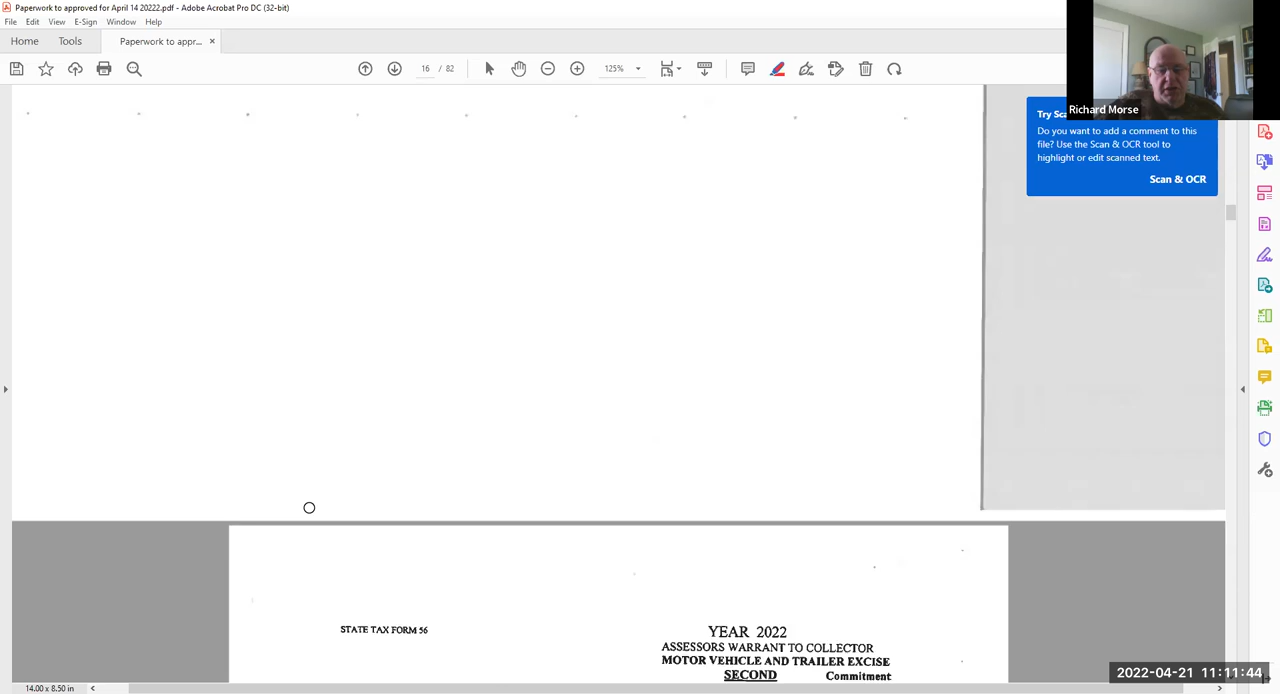 Paperwork to approved for April 14 20222.pdf - Adobe Acrobat Pro DC (32-bit)
File Edit View E-Sign Window Help
Home Tools Paperwork to appr... ×
16 / 82 125%
Richard Morse
Try Sca
Do you want to add a comment to this
file? Use the Scan & OCR tool to
highlight or edit scanned text.
Scan & OCR
STATE TAX FORM 56
YEAR 2022
ASSESSORS WARRANT TO COLLECTOR
MOTOR VEHICLE AND TRAILER EXCISE
SECOND Commitment
2022-04-21 11:11:44
14.00 x 8.50 in